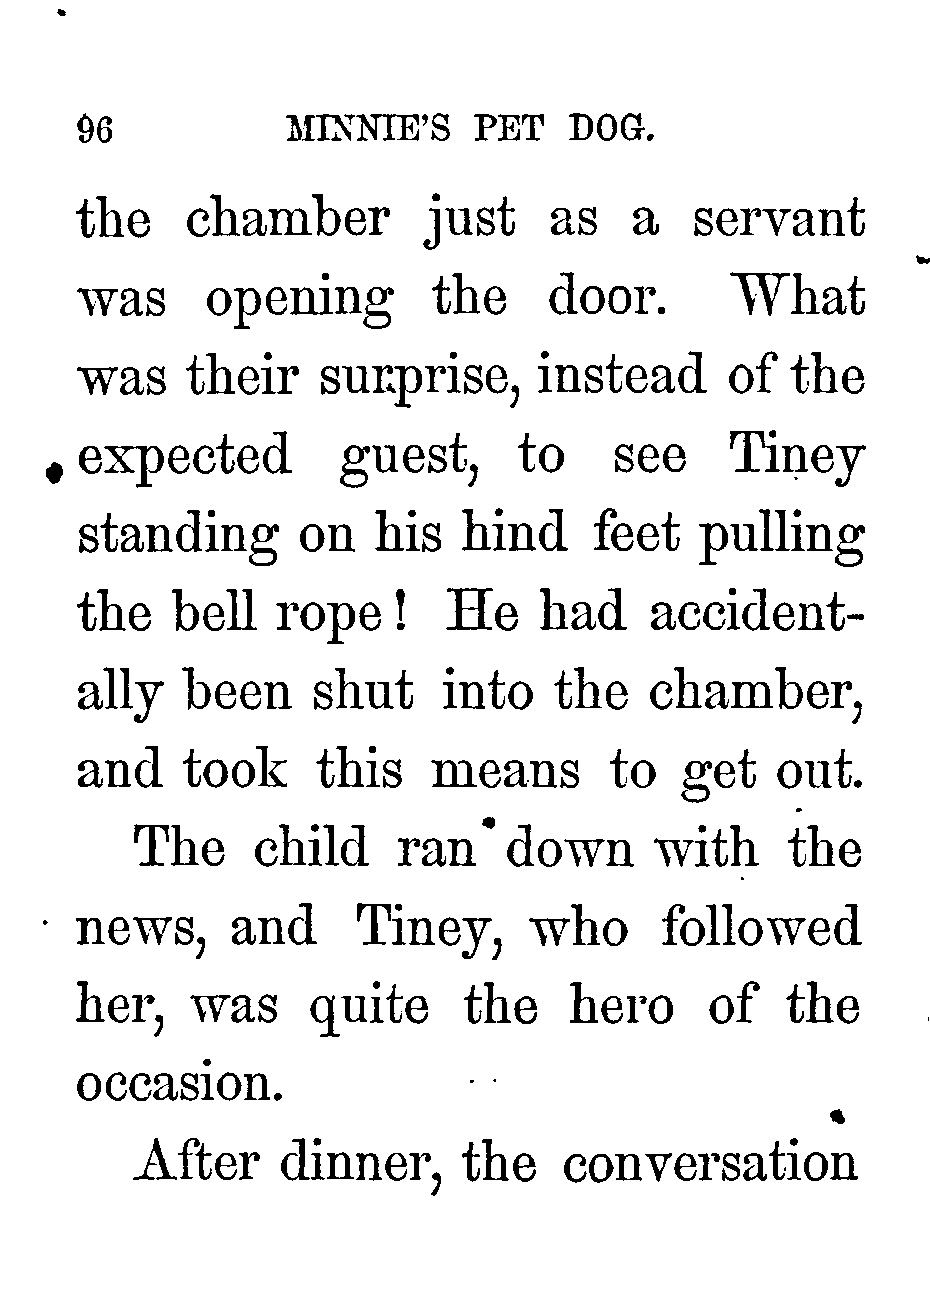 96 MINNIE'S PET DOG.
the chamber just as a servant
was opening the door. What
was their surprise, instead of the
expected guest, to see Tiney
standing on his hind feet pulling
the bell rope! He had accident-
ally been shut into the chamber,
and took this means to get out.
The child ran down with the
news, and Tiney, who followed
her, was quite the hero of the
occasion.
After dinner, the conversation